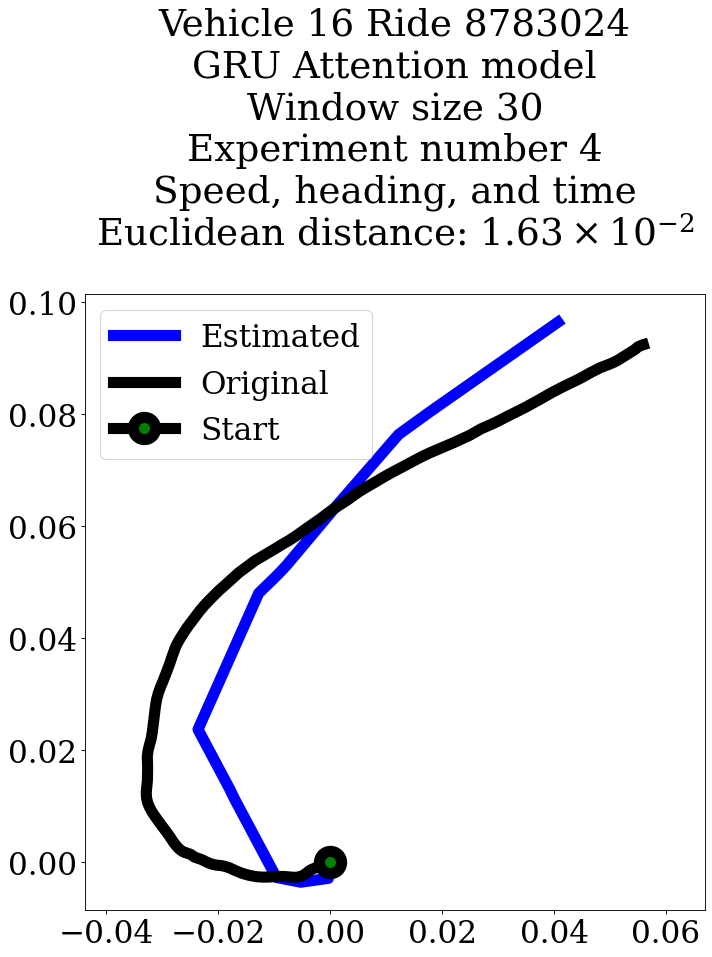 Vehicle 16 Ride 8783024
GRU Attention model
Window size 30
Experiment number 4
Speed, heading, and time
Euclidean distance: 1.63 × 10⁻²
Estimated
Original
Start
0.10
0.08
0.06
0.04
0.02
0.00
−0.04 −0.02 0.00 0.02 0.04 0.06